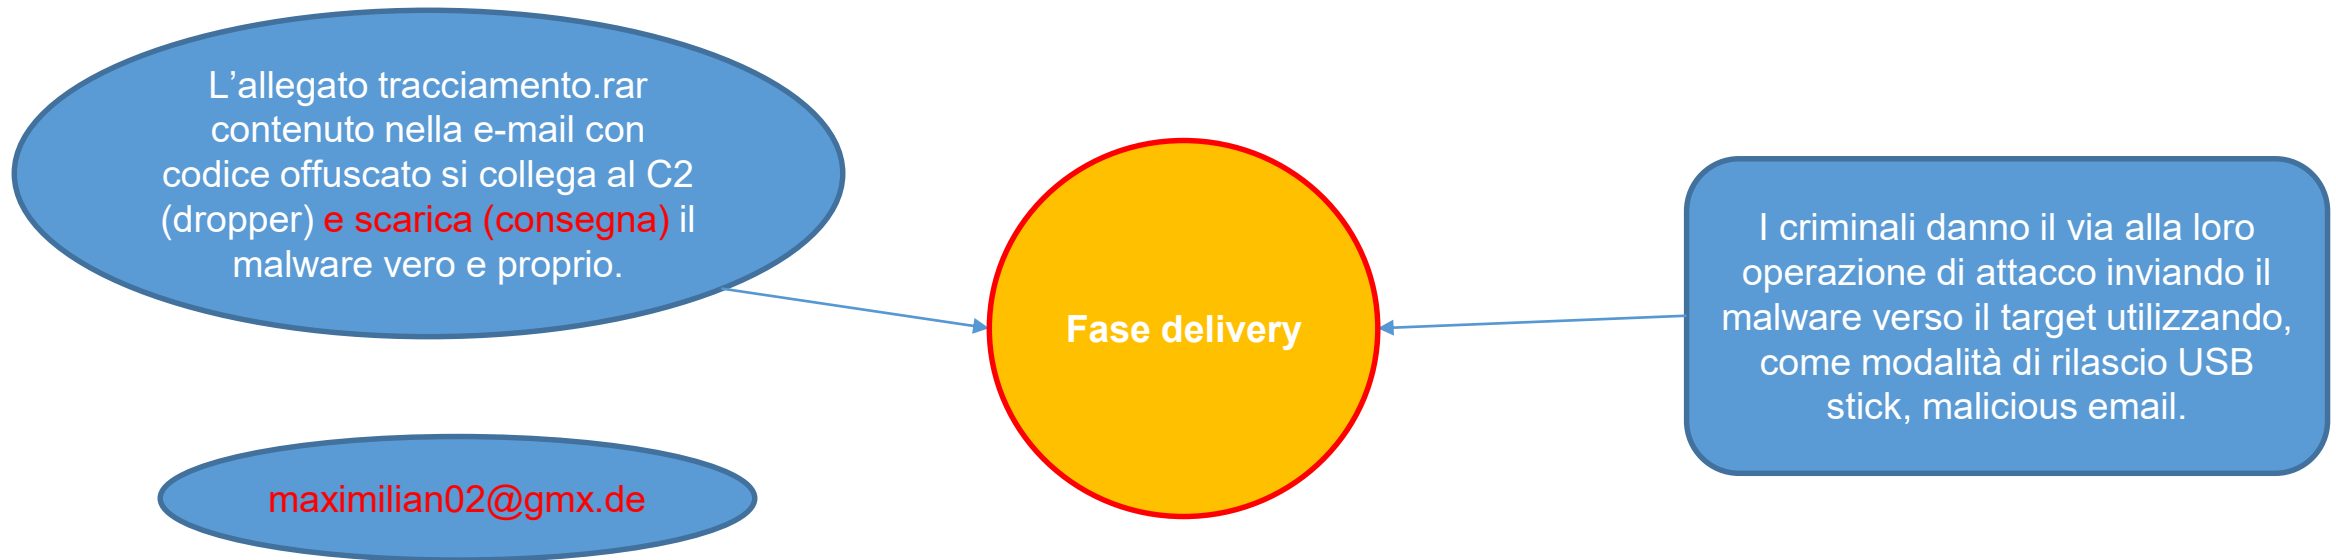 L’allegato tracciamento.rar
contenuto nella e-mail con
codice offuscato si collega al C2
(dropper) e scarica (consegna) il
malware vero e proprio.
maximilian02@gmx.de
Fase delivery
I criminali danno il via alla loro
operazione di attacco inviando il
malware verso il target utilizzando,
come modalità di rilascio USB
stick, malicious email.